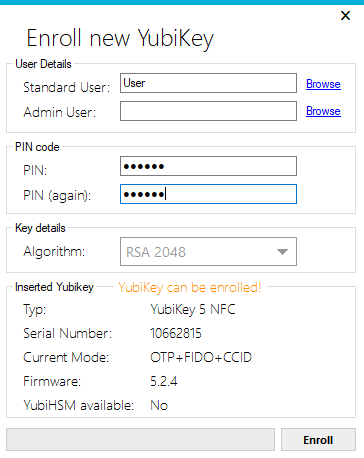 Enroll new YubiKey
User Details
Standard User: User Browse
Admin User: Browse
PIN code
PIN: ••••••
PIN (again): ••••••
Key details
Algorithm: RSA 2048
Inserted Yubikey YubiKey can be enrolled!
Typ: YubiKey 5 NFC
Serial Number: 10662815
Current Mode: OTP+FIDO+CCID
Firmware: 5.2.4
YubiHSM available: No
Enroll